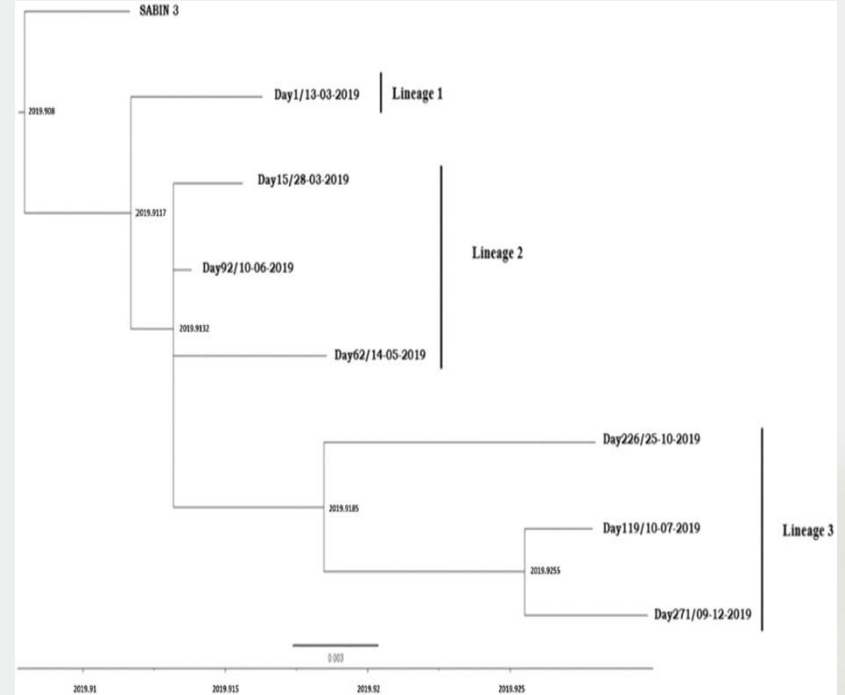 SABIN 3
Day1/13-03-2019
Lineage 1
2019.908
Day15/28-03-2019
2019.9117
Lineage 2
Day92/10-06-2019
2019.9132
Day62/14-05-2019
Day226/25-10-2019
2019.9185
Day119/10-07-2019
Lineage 3
2019.9255
Day271/09-12-2019
0.003
2019.91 2019.915 2019.92 2019.925